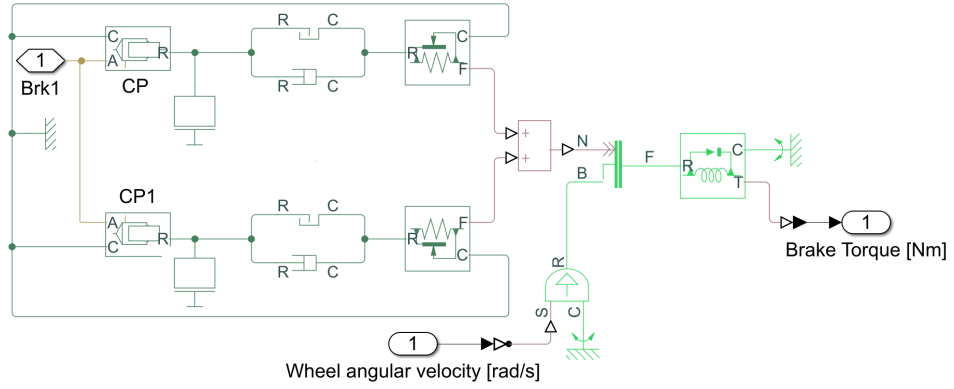 R C
C
A R
R
C
F
1
Brk1
CP
R C
+
+
N
F
R
C
T
B
CP1
R C
A
C
R
R
F
C
1
Brake Torque [Nm]
R C
R
S
C
1
Wheel angular velocity [rad/s]